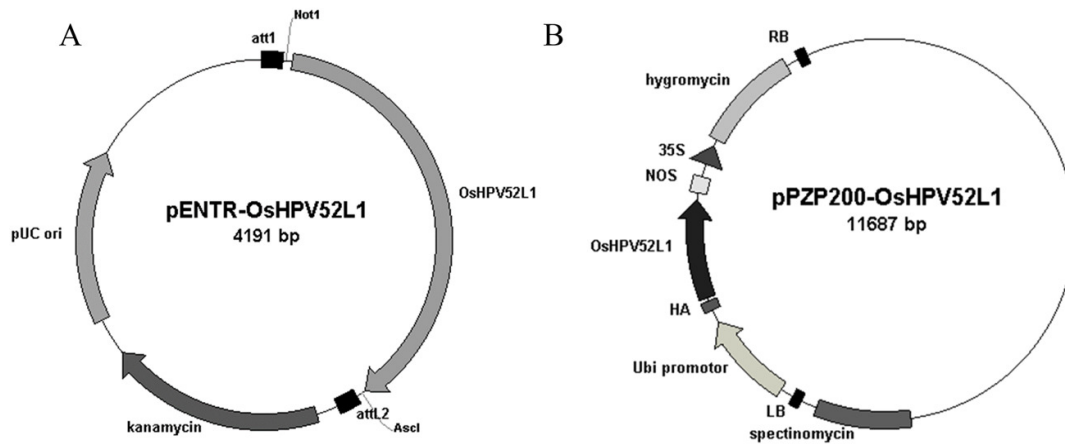 A
Not1
att1
OsHPV52L1
pENTR-OsHPV52L1
4191 bp
pUC ori
attL2
AscI
kanamycin
B
RB
hygromycin
35S
NOS
OsHPV52L1
pPZP200-OsHPV52L1
11687 bp
HA
Ubi promotor
LB
spectinomycin